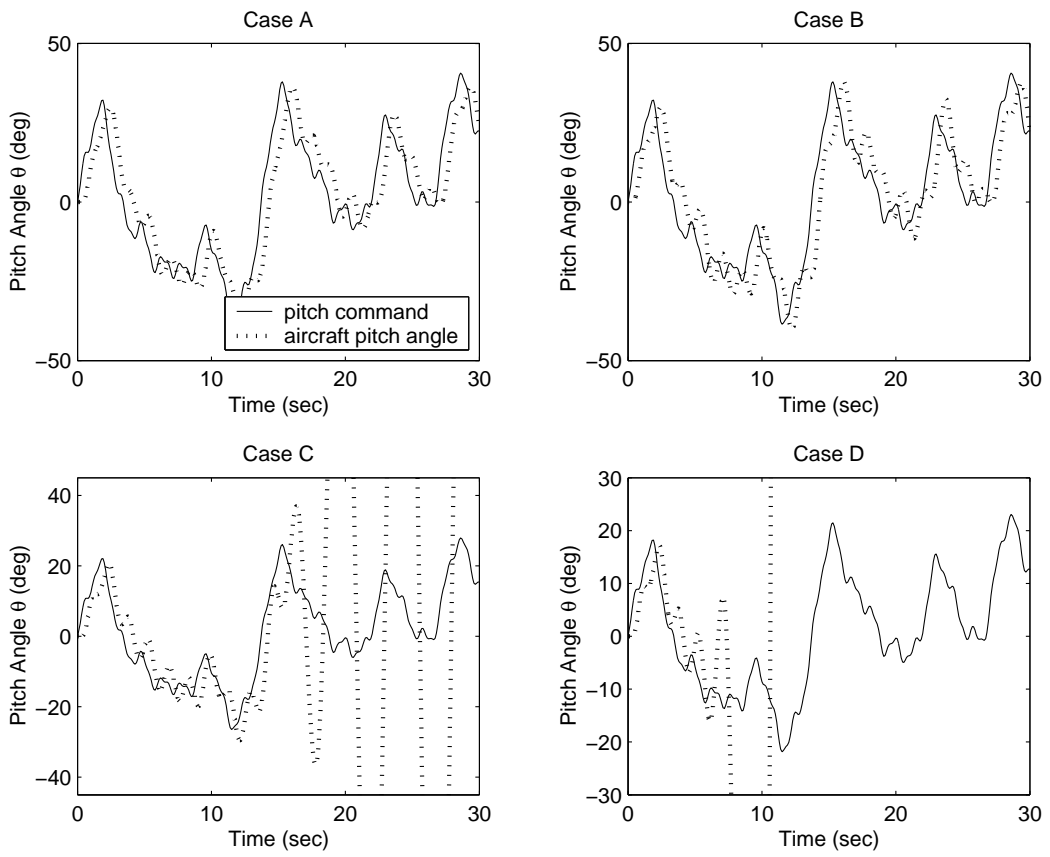 Case A
50
0
−50
Pitch Angle θ (deg)
0
10
20
30
Time (sec)
pitch command
aircraft pitch angle
Case B
50
0
−50
Pitch Angle θ (deg)
0
10
20
30
Time (sec)
Case C
40
20
0
−20
−40
Pitch Angle θ (deg)
0
10
20
30
Time (sec)
Case D
30
20
10
0
−10
−20
−30
Pitch Angle θ (deg)
0
10
20
30
Time (sec)